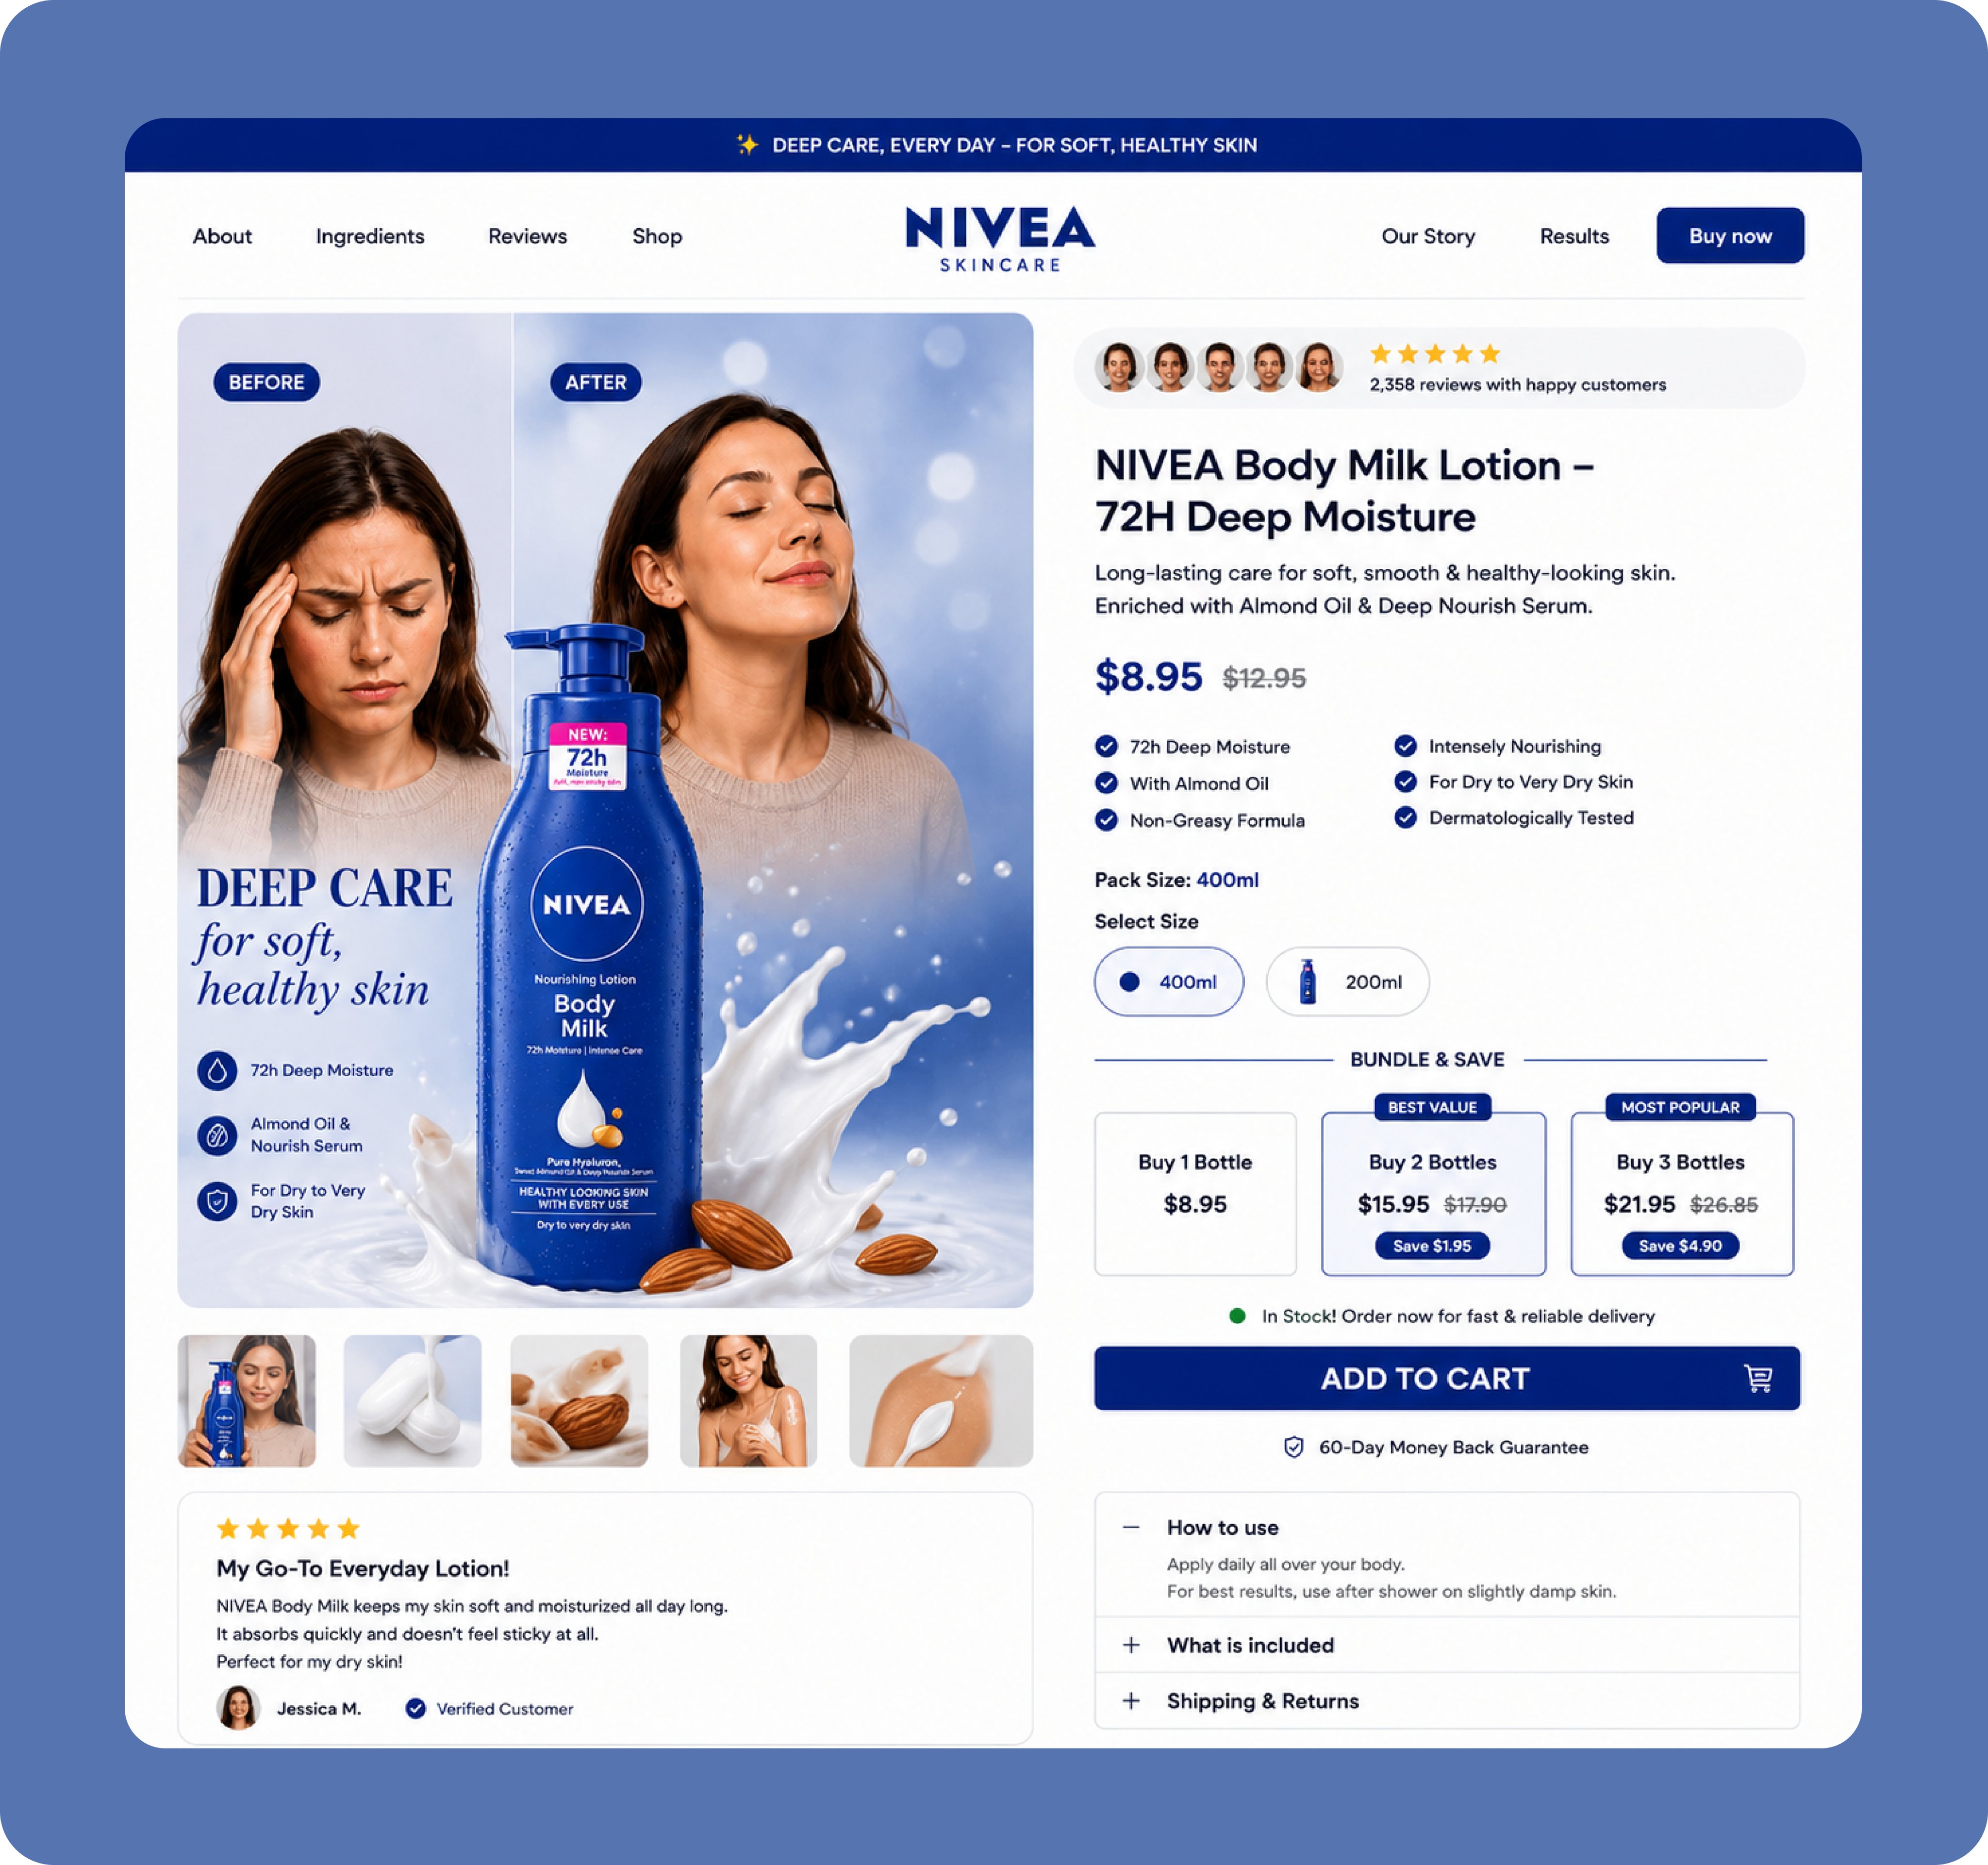 ✨ DEEP CARE, EVERY DAY – FOR SOFT, HEALTHY SKIN
About
Ingredients
Reviews
Shop
NIVEA
SKINCARE
Our Story
Results
Buy now
BEFORE
AFTER
NEW:
72h
Moisture
NIVEA
Nourishing Lotion
Body
Milk
72h Moisture | Intense Care
Pure Hyaluron,
HEALTHY LOOKING SKIN
WITH EVERY USE
Dry to very dry skin
DEEP CARE
for soft,
healthy skin
72h Deep Moisture
Almond Oil &
Nourish Serum
For Dry to Very
Dry Skin
My Go-To Everyday Lotion!
NIVEA Body Milk keeps my skin soft and moisturized all day long.
It absorbs quickly and doesn't feel sticky at all.
Perfect for my dry skin!
Jessica M.
Verified Customer
2,358 reviews with happy customers
NIVEA Body Milk Lotion –
72H Deep Moisture
Long-lasting care for soft, smooth & healthy-looking skin.
Enriched with Almond Oil & Deep Nourish Serum.
$8.95 $12.95
72h Deep Moisture
With Almond Oil
Non-Greasy Formula
Intensely Nourishing
For Dry to Very Dry Skin
Dermatologically Tested
Pack Size: 400ml
Select Size
400ml
200ml
BUNDLE & SAVE
Buy 1 Bottle
$8.95
BEST VALUE
Buy 2 Bottles
$15.95 $17.90
Save $1.95
MOST POPULAR
Buy 3 Bottles
$21.95 $26.85
Save $4.90
In Stock! Order now for fast & reliable delivery
ADD TO CART
60-Day Money Back Guarantee
How to use
Apply daily all over your body.
For best results, use after shower on slightly damp skin.
What is included
Shipping & Returns